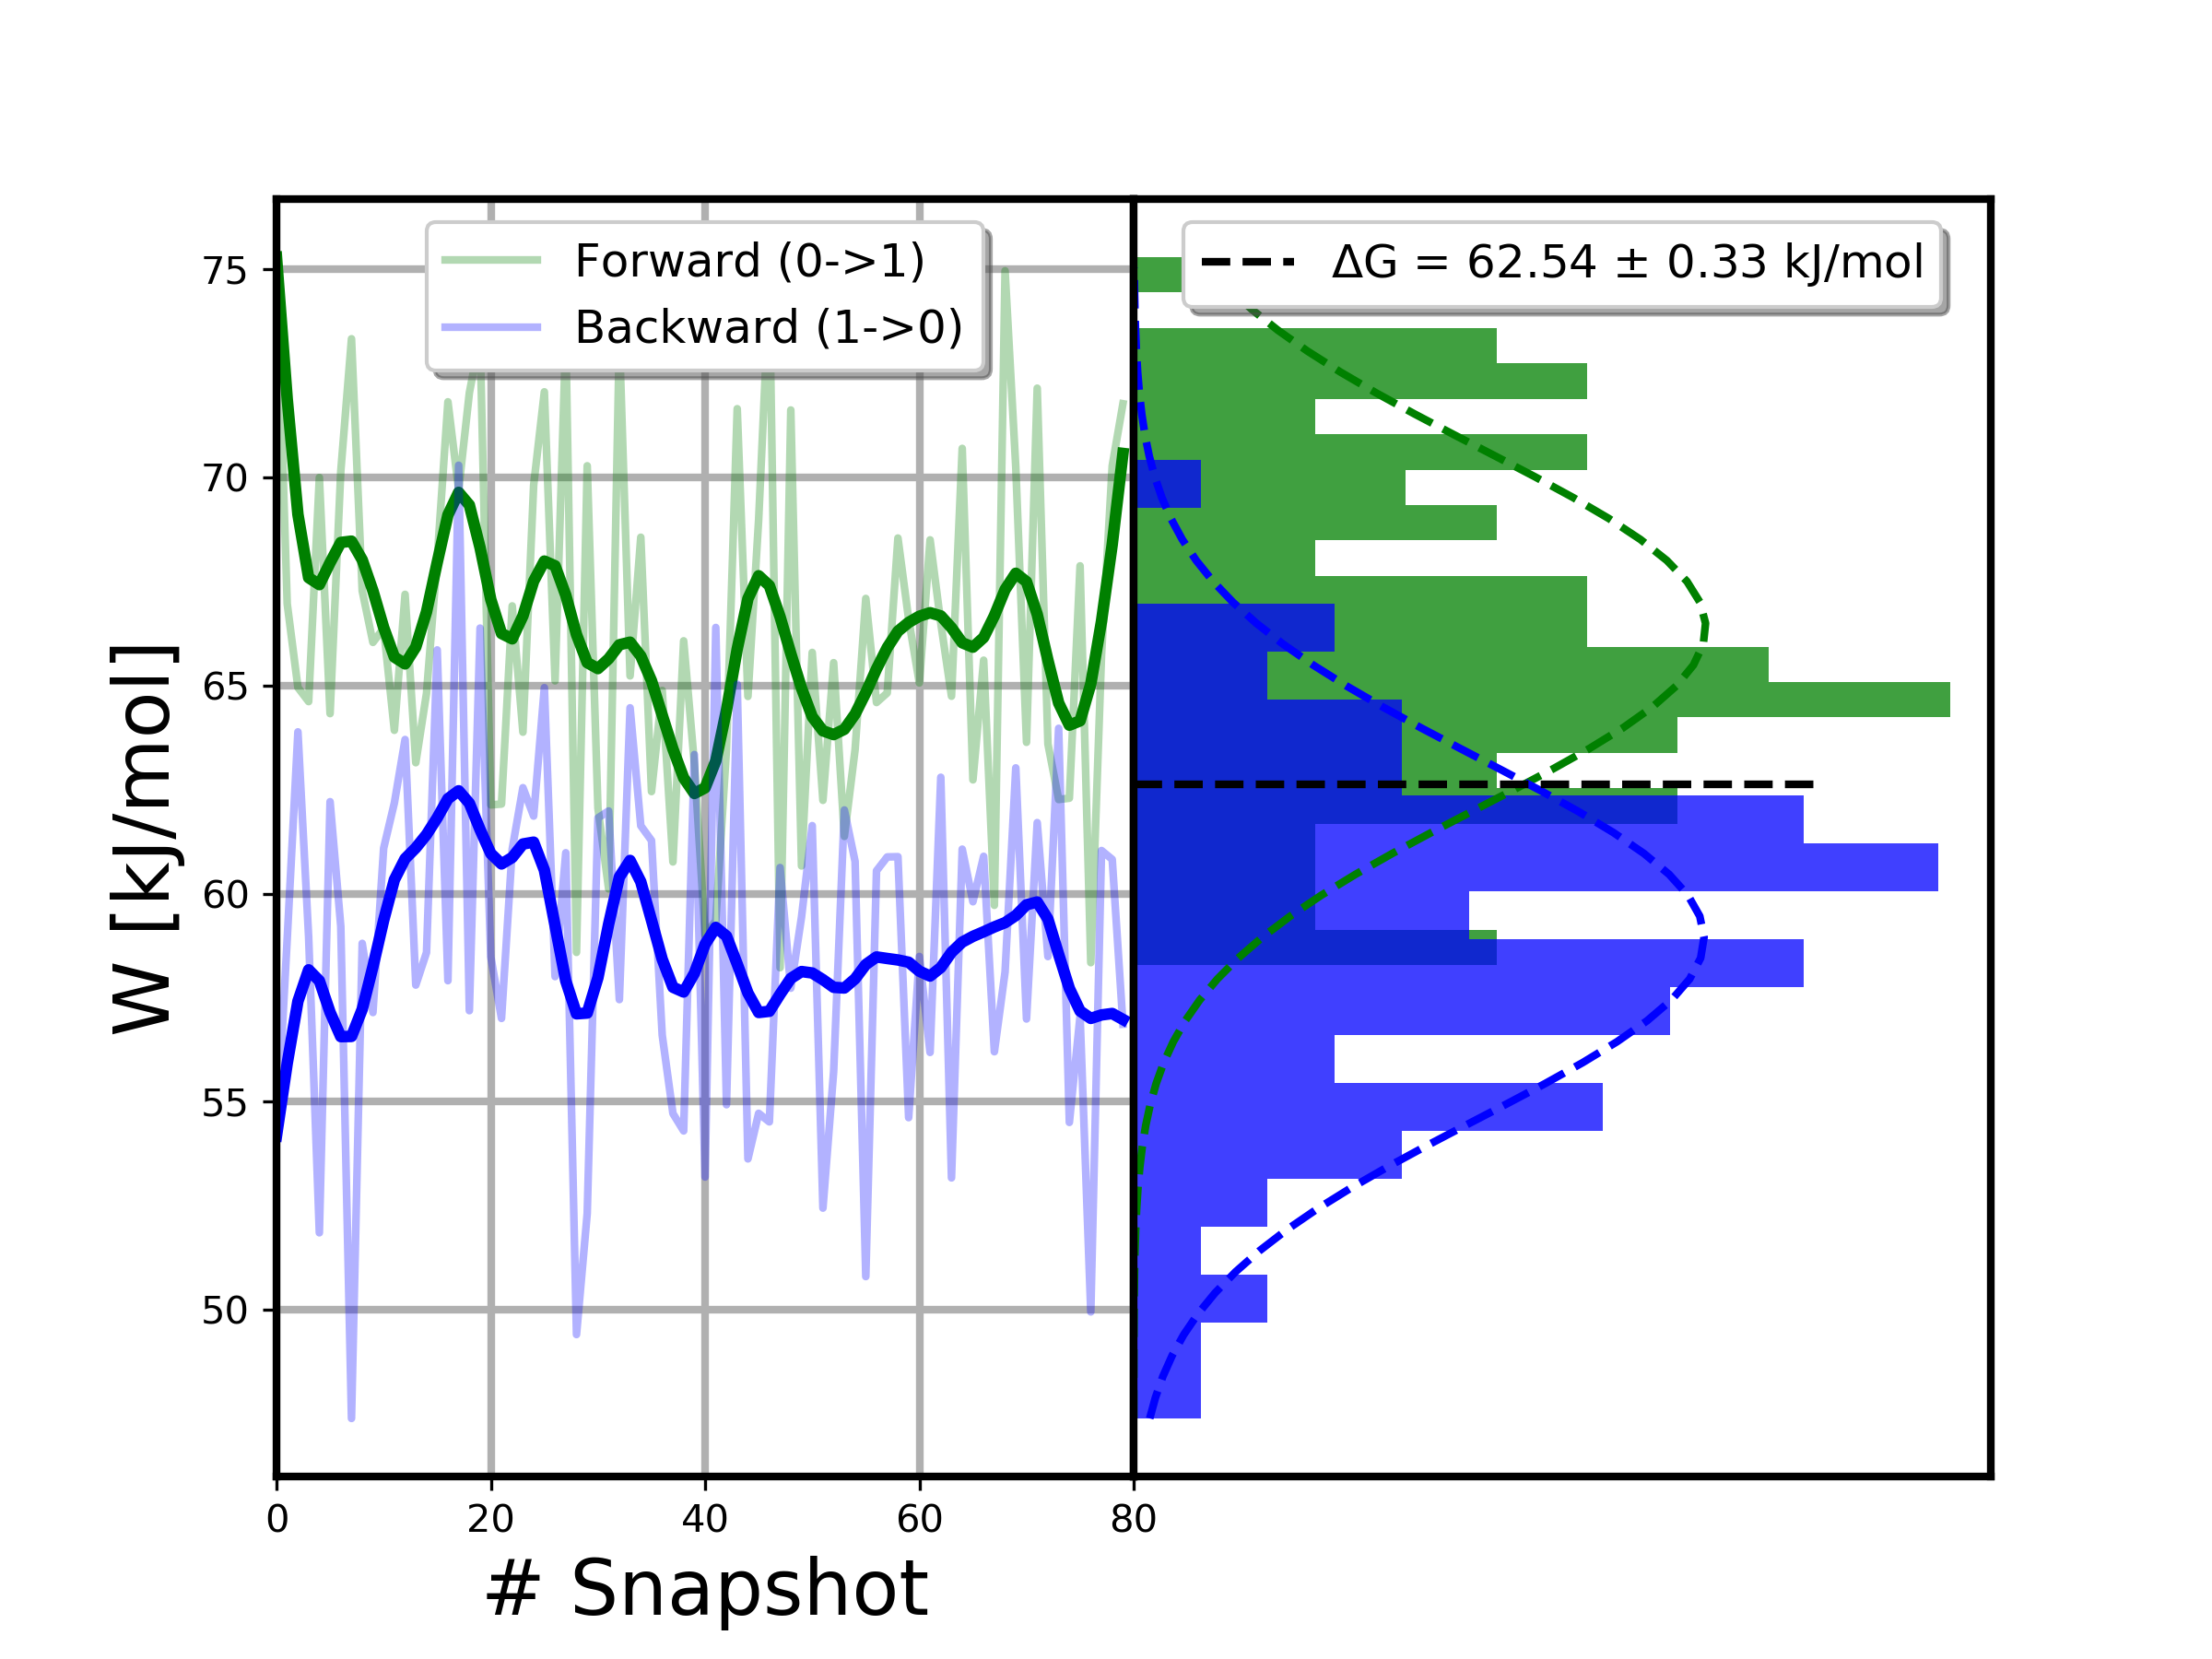 Forward (0->1)
Backward (1->0)
ΔG = 62.54 ± 0.33 kJ/mol
75
70
65
60
55
50
W [kJ/mol]
0 20 40 60 80
# Snapshot